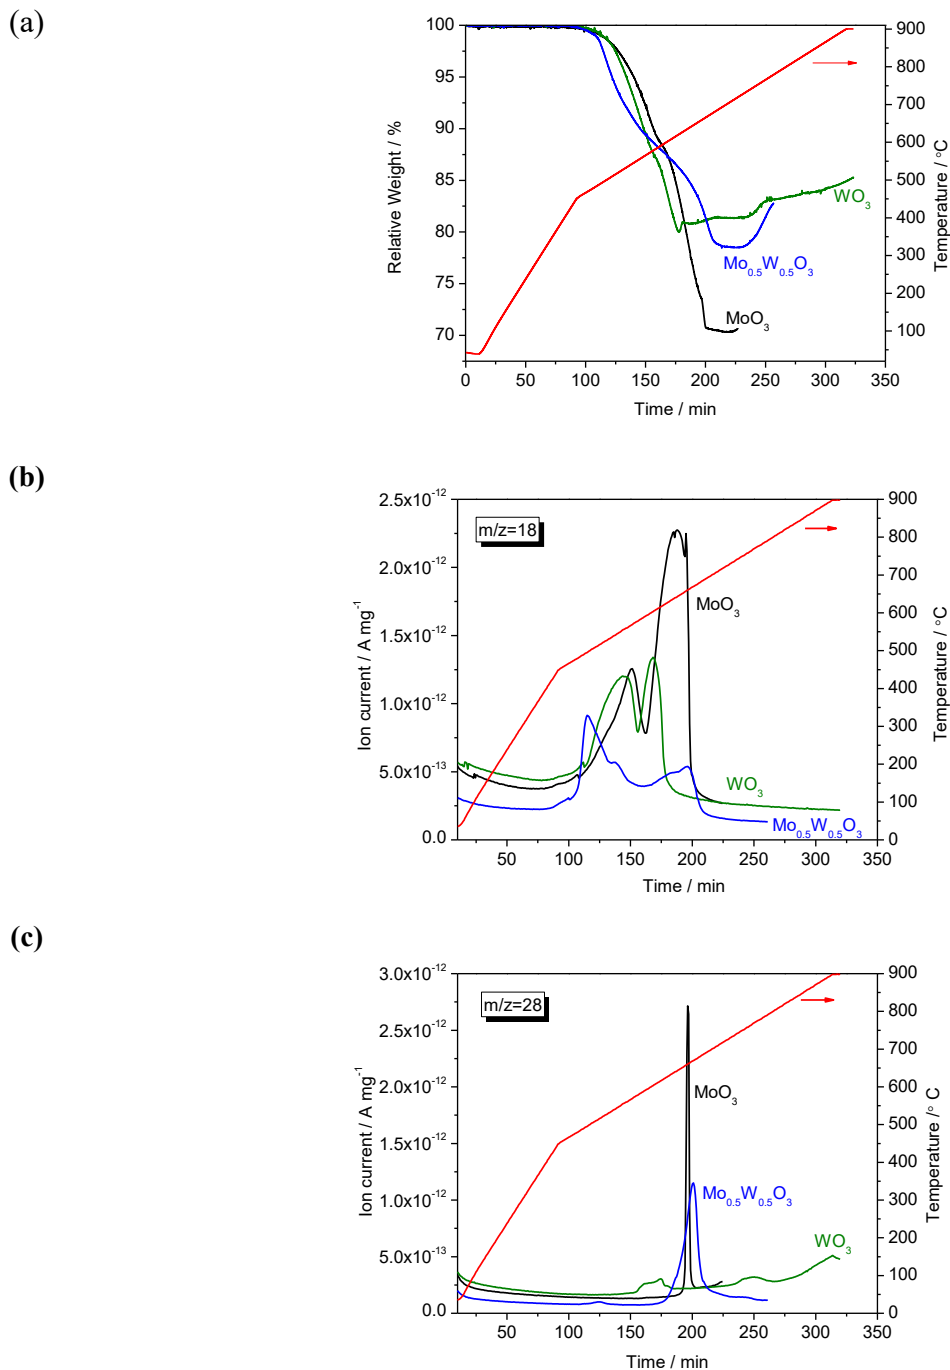 (a)
100
95
90
85
80
75
70
Relative Weight / %
900
800
700
600
500
400
300
200
100
Temperature / °C
WO3
Mo0.5W0.5O3
MoO3
0 50 100 150 200 250 300 350
Time / min
(b)
2.5x10-12
2.0x10-12
1.5x10-12
1.0x10-12
5.0x10-13
0.0
Ion current / A mg-1
m/z=18
900
800
700
600
500
400
300
200
100
0
Temperature / °C
MoO3
WO3
Mo0.5W0.5O3
50 100 150 200 250 300 350
Time / min
(c)
3.0x10-12
2.5x10-12
2.0x10-12
1.5x10-12
1.0x10-12
5.0x10-13
0.0
Ion current / A mg-1
m/z=28
900
800
700
600
500
400
300
200
100
0
Temperature /° C
MoO3
Mo0.5W0.5O3
WO3
50 100 150 200 250 300 350
Time / min